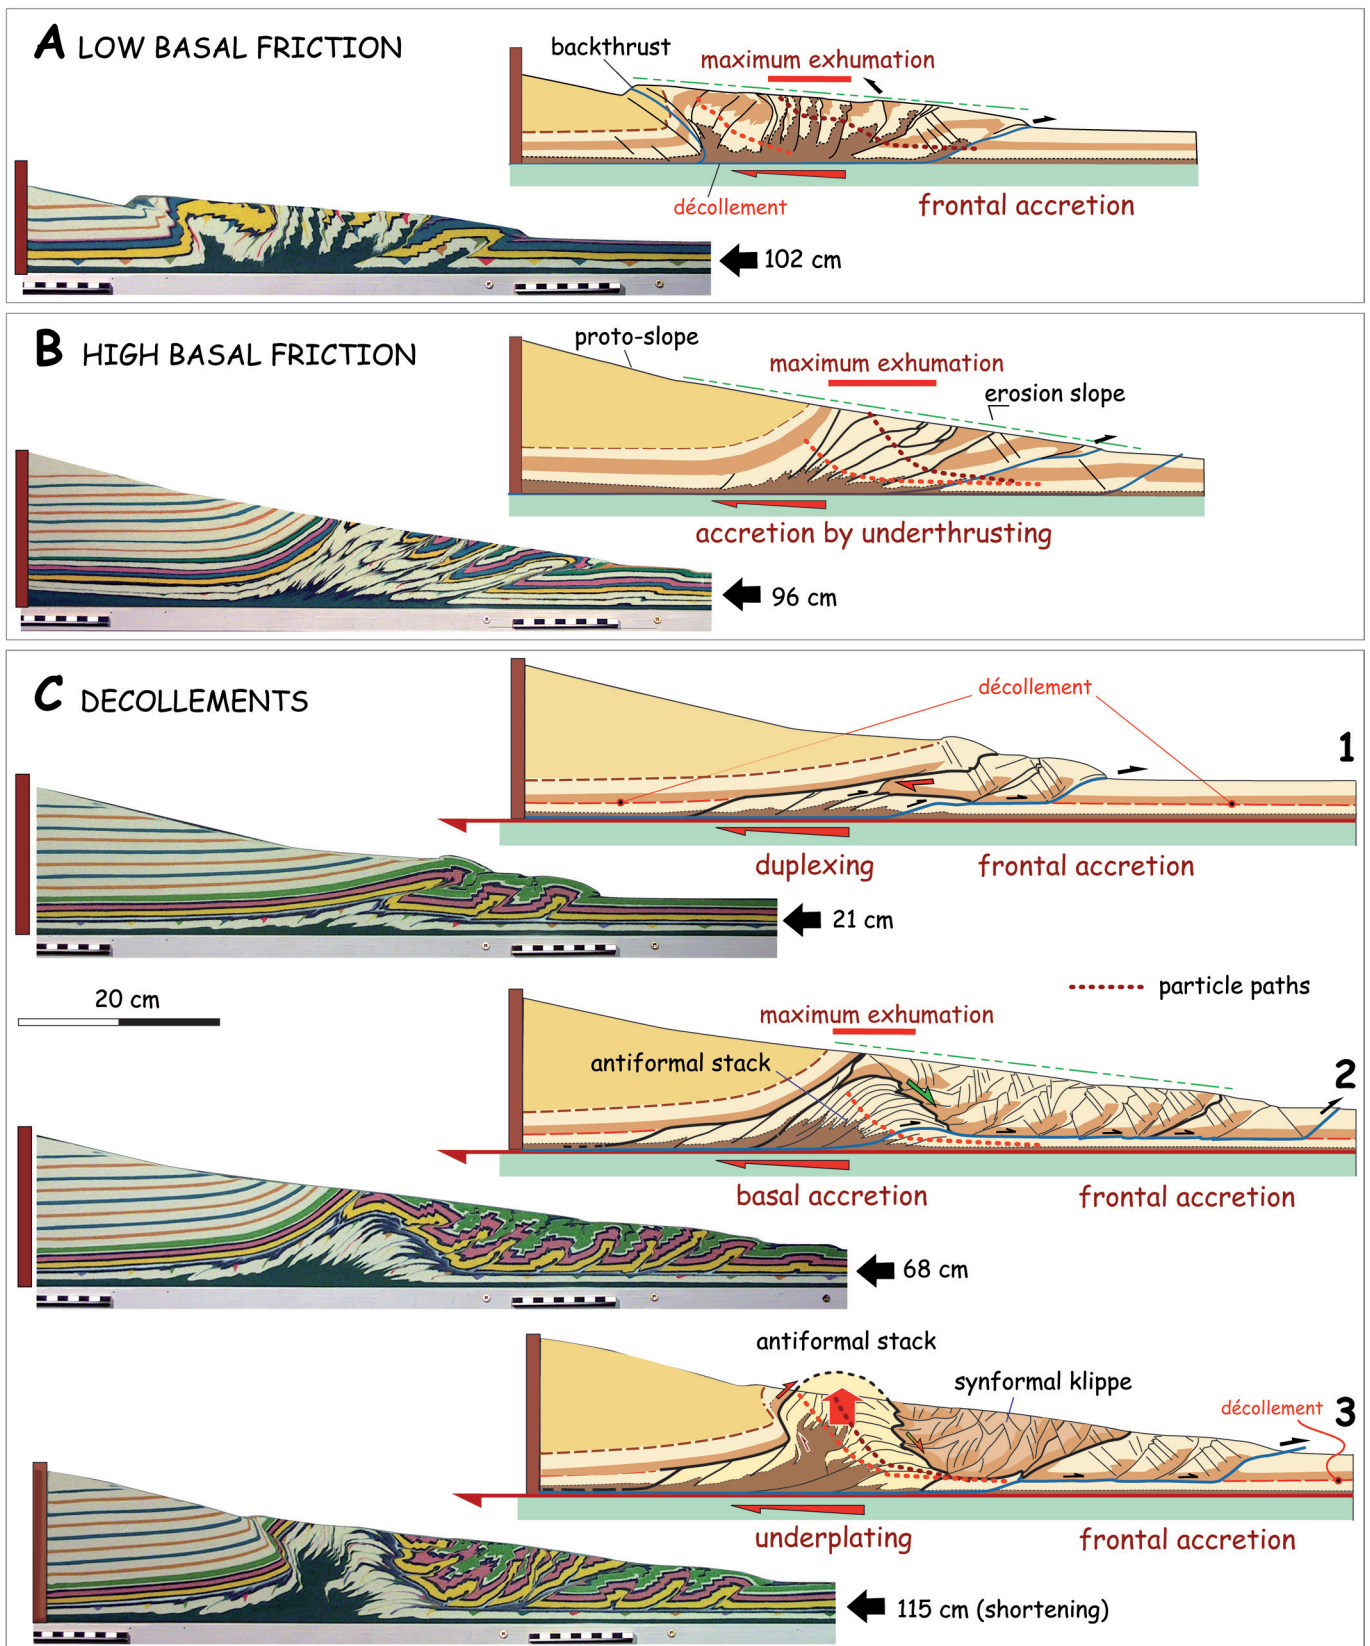 A LOW BASAL FRICTION
backthrust
maximum exhumation
décollement
frontal accretion
102 cm
B HIGH BASAL FRICTION
proto-slope
maximum exhumation
erosion slope
accretion by underthrusting
96 cm
C DECOLLEMENTS
décollement
1
duplexing
frontal accretion
21 cm
20 cm
particle paths
maximum exhumation
antiformal stack
2
basal accretion
frontal accretion
68 cm
antiformal stack
synformal klippe
décollement
3
underplating
frontal accretion
115 cm (shortening)